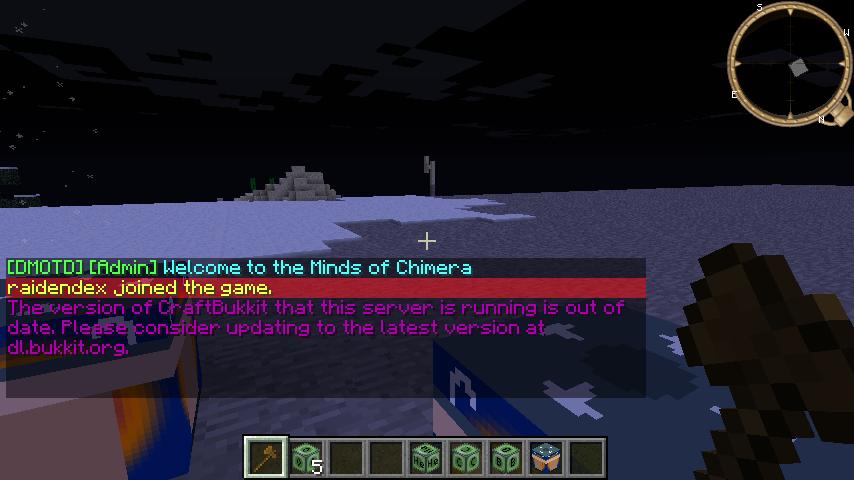 S
W
E
N
[DMOTD] [Admin] Welcome to the Minds of Chimera
raidendex joined the game.
The version of CraftBukkit that this server is running is out of
date. Please consider updating to the latest version at
dl.bukkit.org.
5